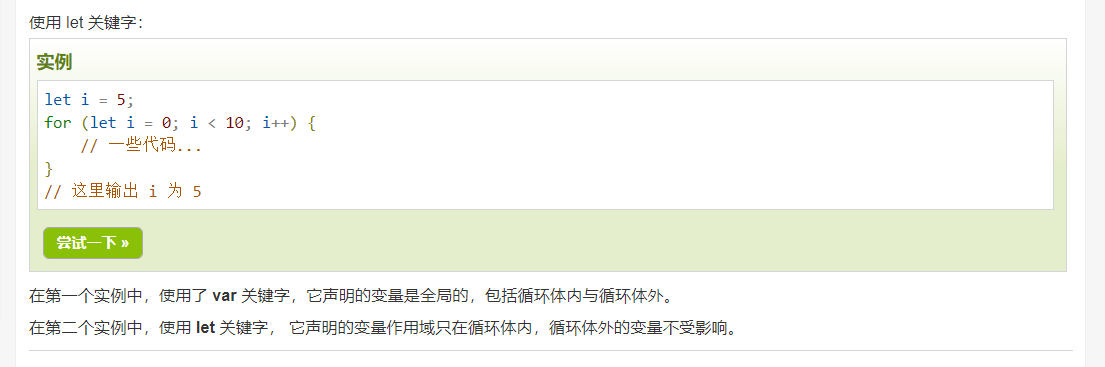 使用 let 关键字：
实例
let i = 5;
for (let i = 0; i < 10; i++) {
    // 一些代码...
}
// 这里输出 i 为 5
尝试一下 »
在第一个实例中，使用了 var 关键字，它声明的变量是全局的，包括循环体内与循环体外。
在第二个实例中，使用 let 关键字， 它声明的变量作用域只在循环体内，循环体外的变量不受影响。